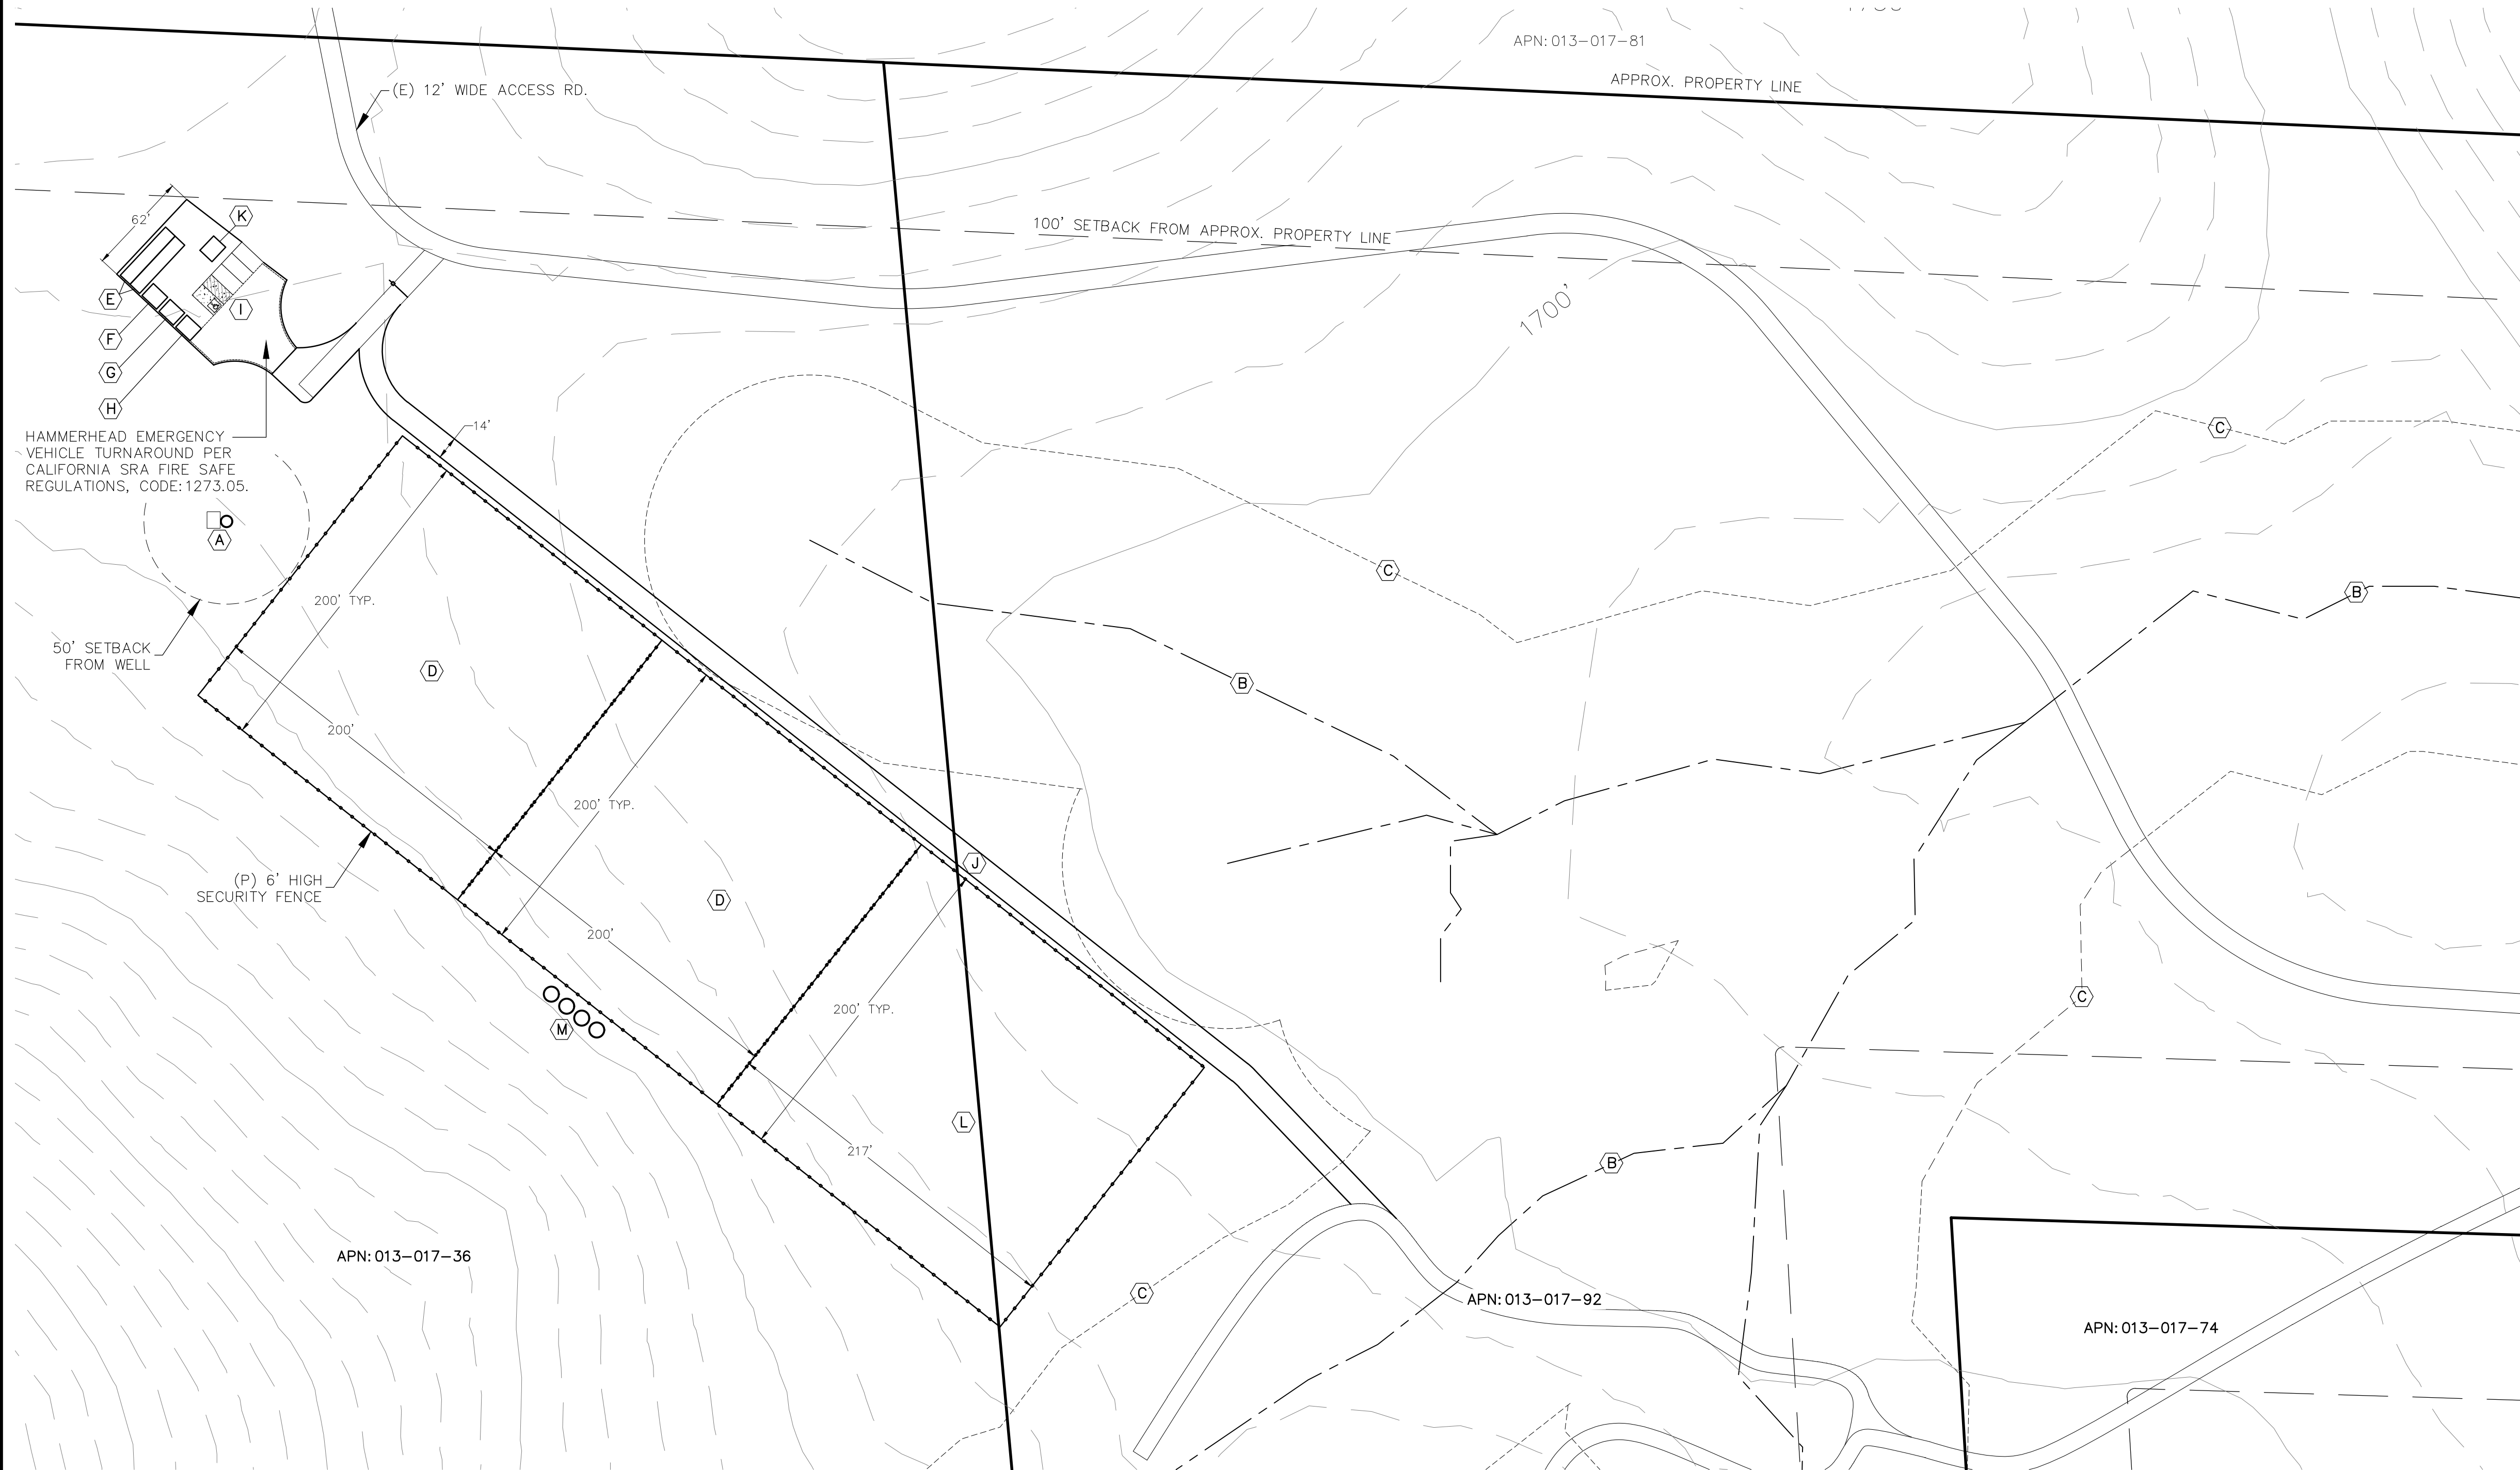 APN: 013-017-81
APPROX. PROPERTY LINE
(E) 12' WIDE ACCESS RD.
62'
K
100' SETBACK FROM APPROX. PROPERTY LINE
E
I
F
G
H
1700'
HAMMERHEAD EMERGENCY
VEHICLE TURNAROUND PER
CALIFORNIA SRA FIRE SAFE
REGULATIONS, CODE: 1273.05.
14'
C
A
C
B
200' TYP.
50' SETBACK
FROM WELL
D
B
200'
200' TYP.
J
(P) 6' HIGH
SECURITY FENCE
D
200'
C
200' TYP.
M
L
217'
B
APN: 013-017-36
C
APN: 013-017-92
APN: 013-017-74